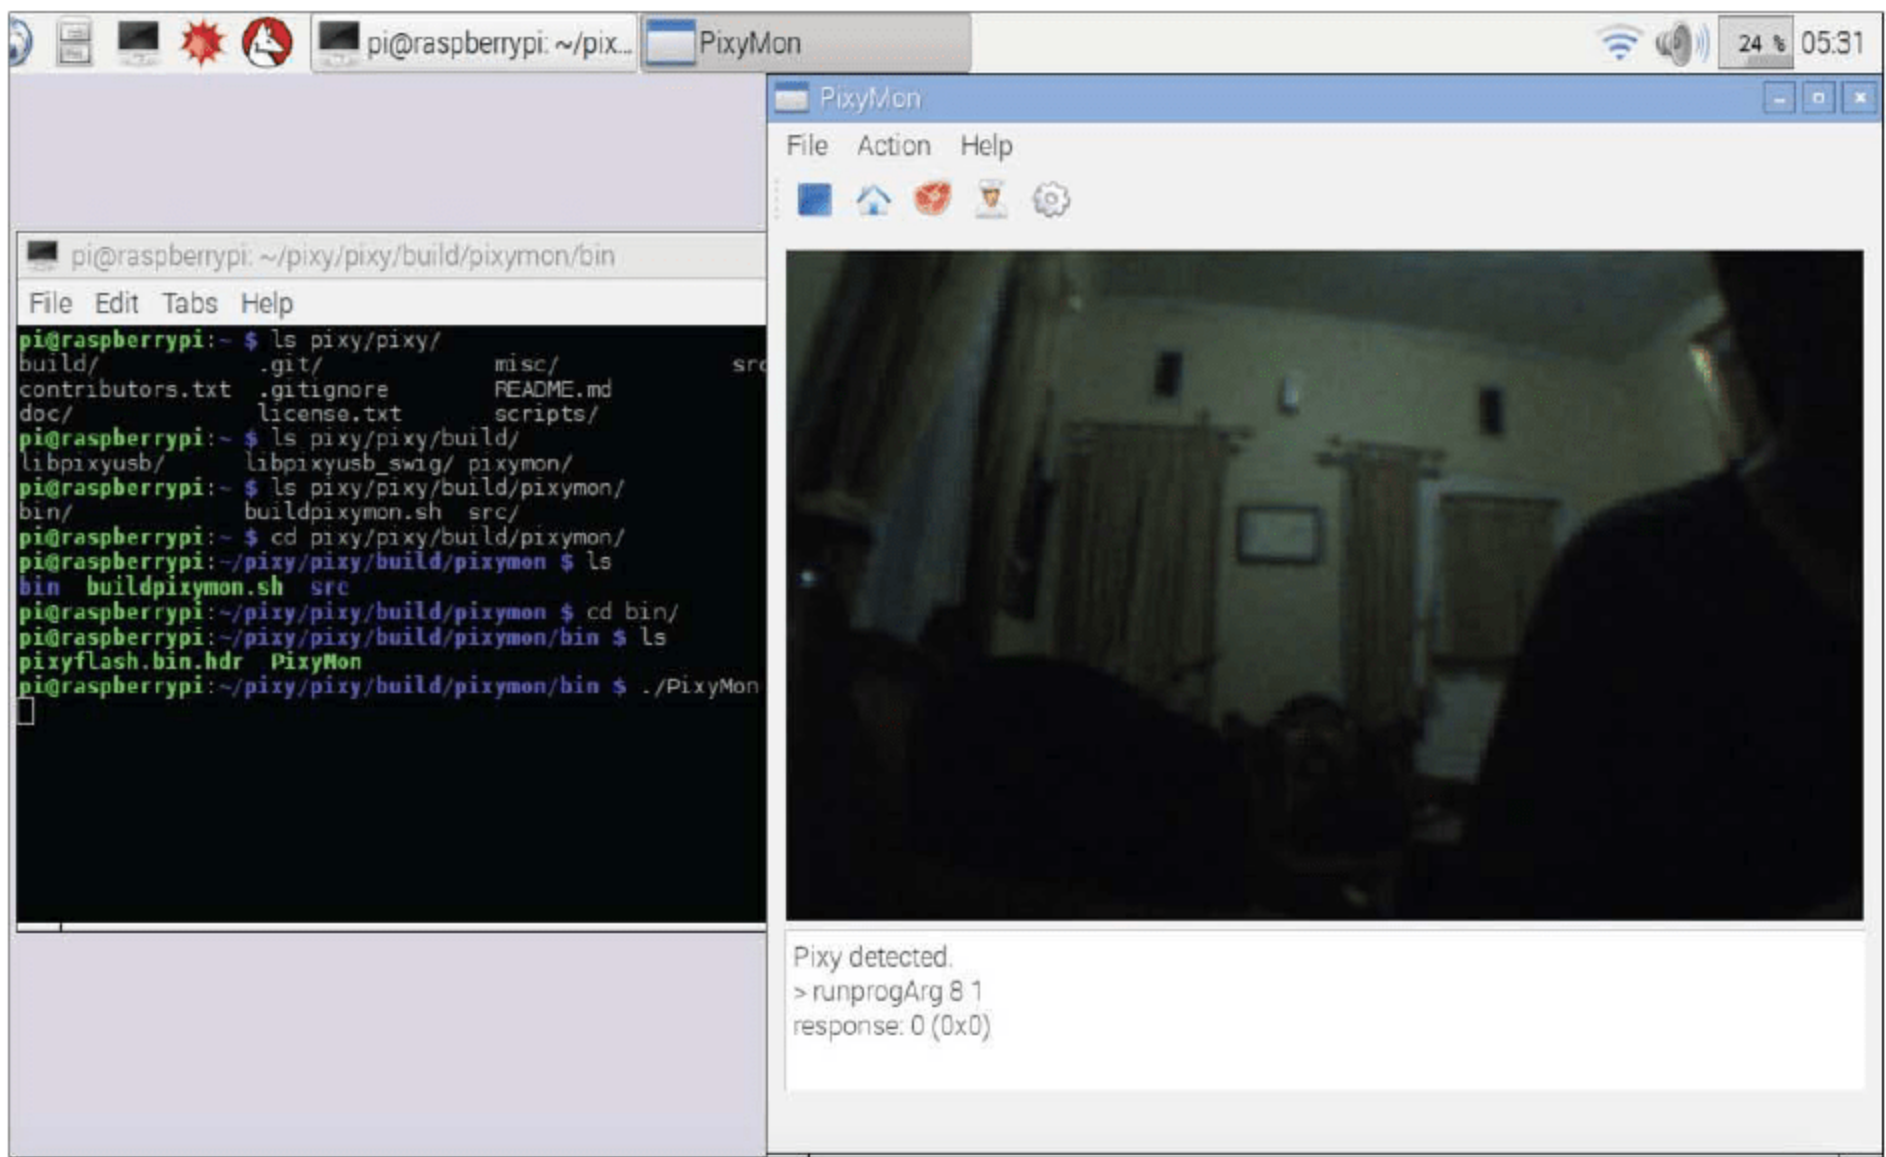 pi@raspberrypi: ~/pix... PixyMon 24 % 05:31
PixyMon
File Action Help
pi@raspberrypi: ~/pixy/pixy/build/pixymon/bin
File Edit Tabs Help
pi@raspberrypi:~ $ ls pixy/pixy/
build/ .git/ misc/ src
contributors.txt .gitignore README.md
doc/ license.txt scripts/
pi@raspberrypi:~ $ ls pixy/pixy/build/
libpixyusb/ libpixyusb_swig/ pixymon/
pi@raspberrypi:~ $ ls pixy/pixy/build/pixymon/
bin/ buildpixymon.sh src/
pi@raspberrypi:~ $ cd pixy/pixy/build/pixymon/
pi@raspberrypi:~/pixy/pixy/build/pixymon $ ls
bin buildpixymon.sh src
pi@raspberrypi:~/pixy/pixy/build/pixymon $ cd bin/
pi@raspberrypi:~/pixy/pixy/build/pixymon/bin $ ls
pixyflash.bin.hdr PixyMon
pi@raspberrypi:~/pixy/pixy/build/pixymon/bin $ ./PixyMon
Pixy detected.
> runprogArg 8 1
response: 0 (0x0)